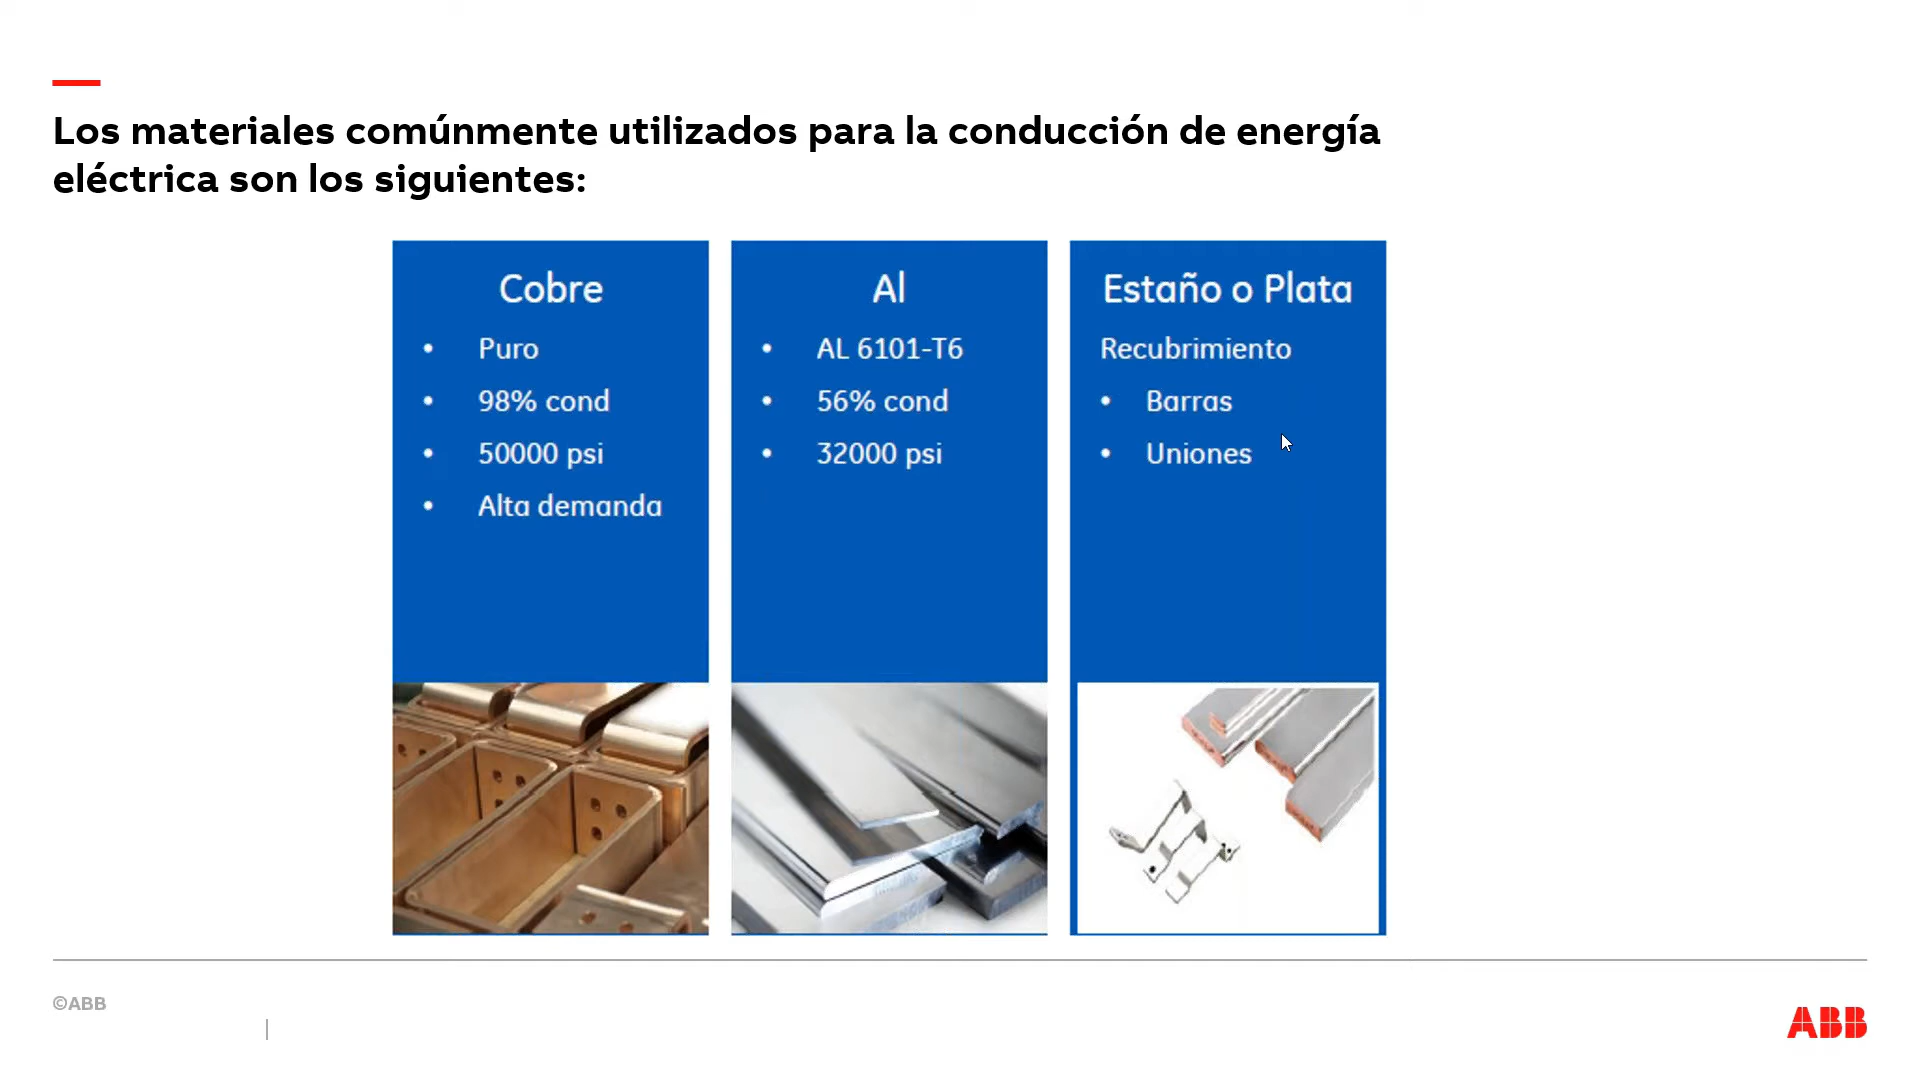 Los materiales comúnmente utilizados para la conducción de energía
eléctrica son los siguientes:
Cobre
• Puro
• 98% cond
• 50000 psi
• Alta demanda
Al
• AL 6101-T6
• 56% cond
• 32000 psi
Estaño o Plata
Recubrimiento
• Barras
• Uniones
©ABB
ABB